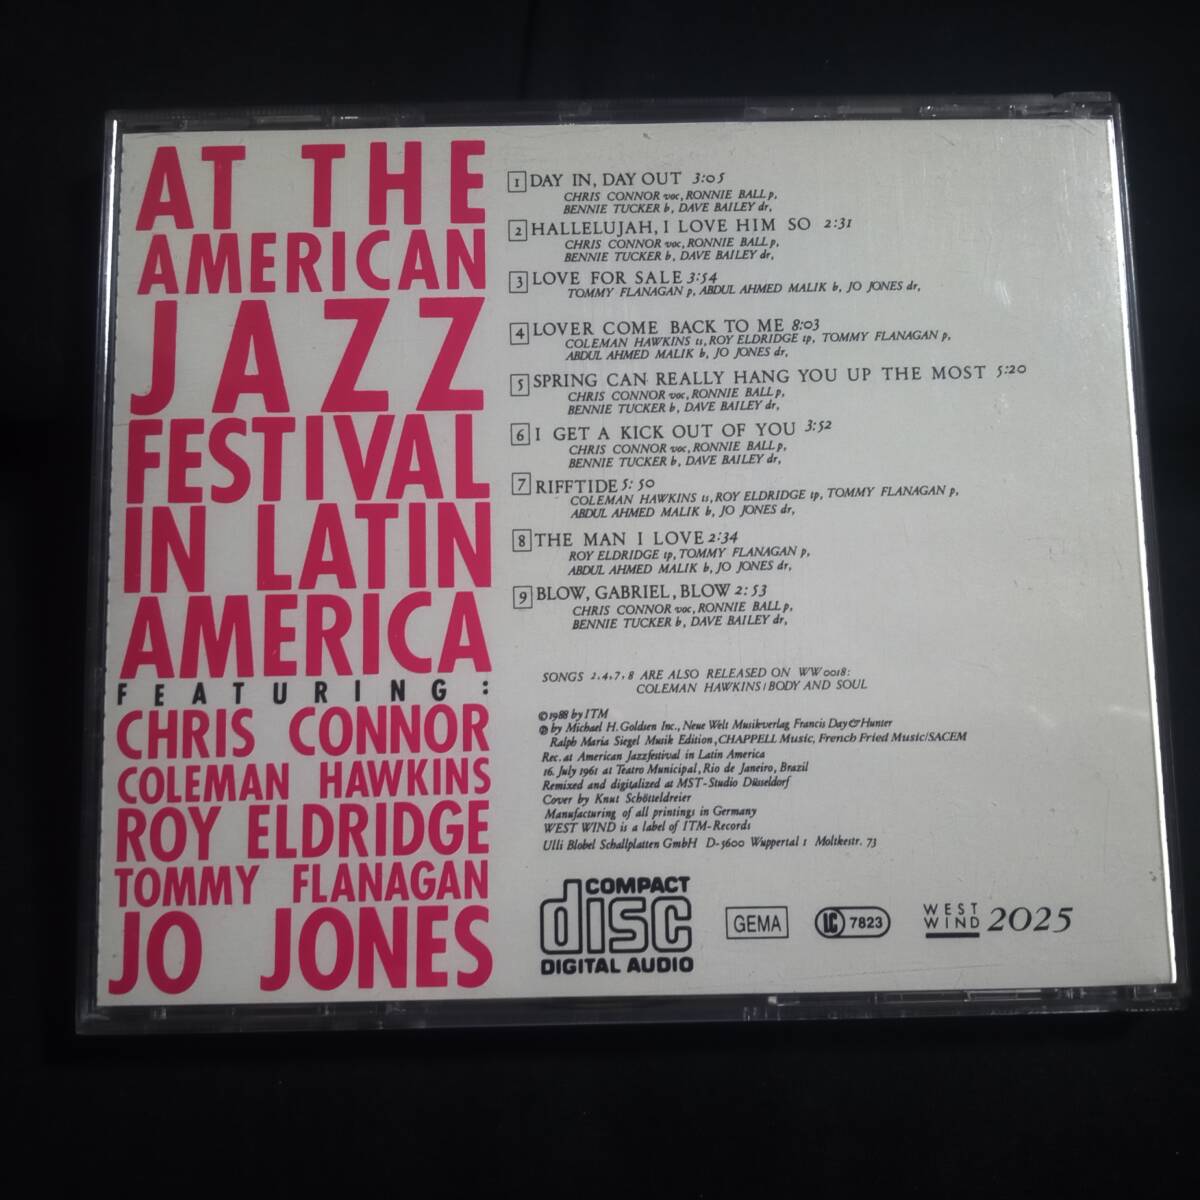 AT THE
AMERICAN
JAZZ
FESTIVAL
IN LATIN
AMERICA
FEATURING:
CHRIS CONNOR
COLEMAN HAWKINS
ROY ELDRIDGE
TOMMY FLANAGAN
JO JONES
1 DAY IN, DAY OUT 3:05
CHRIS CONNOR voc, RONNIE BALL p,
BENNIE TUCKER b, DAVE BAILEY dr,
2 HALLELUJAH, I LOVE HIM SO 2:31
CHRIS CONNOR voc, RONNIE BALL p,
BENNIE TUCKER b, DAVE BAILEY dr,
3 LOVE FOR SALE 3:54
TOMMY FLANAGAN p, ABDUL AHMED MALIK b, JO JONES dr,
4 LOVER COME BACK TO ME 8:03
COLEMAN HAWKINS ts, ROY ELDRIDGE tp, TOMMY FLANAGAN p,
ABDUL AHMED MALIK b, JO JONES dr,
5 SPRING CAN REALLY HANG YOU UP THE MOST 5:20
CHRIS CONNOR voc, RONNIE BALL p,
BENNIE TUCKER b, DAVE BAILEY dr,
6 I GET A KICK OUT OF YOU 3:52
CHRIS CONNOR voc, RONNIE BALL p,
BENNIE TUCKER b, DAVE BAILEY dr,
7 RIFFTIDE 5:50
COLEMAN HAWKINS ts, ROY ELDRIDGE tp, TOMMY FLANAGAN p,
ABDUL AHMED MALIK b, JO JONES dr,
8 THE MAN I LOVE 2:34
ROY ELDRIDGE tp, TOMMY FLANAGAN p,
ABDUL AHMED MALIK b, JO JONES dr,
9 BLOW, GABRIEL, BLOW 2:53
CHRIS CONNOR voc, RONNIE BALL p,
BENNIE TUCKER b, DAVE BAILEY dr,
SONGS 2,4,7,8 ARE ALSO RELEASED ON WW0018:
COLEMAN HAWKINS / BODY AND SOUL
© 1988 by ITM
℗ by Michael H. Goldsen Inc., Neue Welt Musikverlag Francis Day & Hunter
Ralph Maria Siegel Musik Edition, CHAPPELL Music, French Fried Music/SACEM
Rec. at American Jazzfestival in Latin America
16. July 1961 at Teatro Municipal, Rio de Janeiro, Brazil
Remixed and digitalized at MST-Studio Düsseldorf
Cover by Knut Schötteldreier
Manufacturing of all printings in Germany
WEST WIND is a label of ITM-Records
Ulli Blobel Schallplatten GmbH D-5600 Wuppertal 1 Moltkestr. 73
COMPACT
disc
DIGITAL AUDIO
GEMA
LC 7823
WEST
WIND 2025